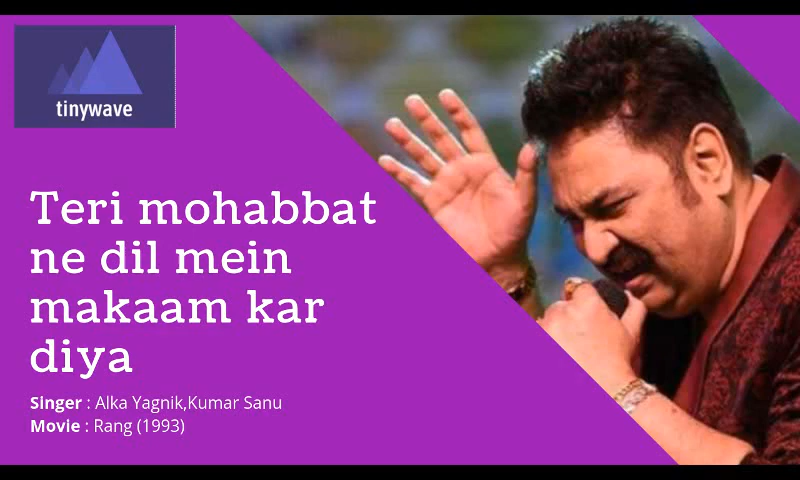 tinywave
Teri mohabbat
ne dil mein
makaam kar
diya
Singer : Alka Yagnik,Kumar Sanu
Movie : Rang (1993)